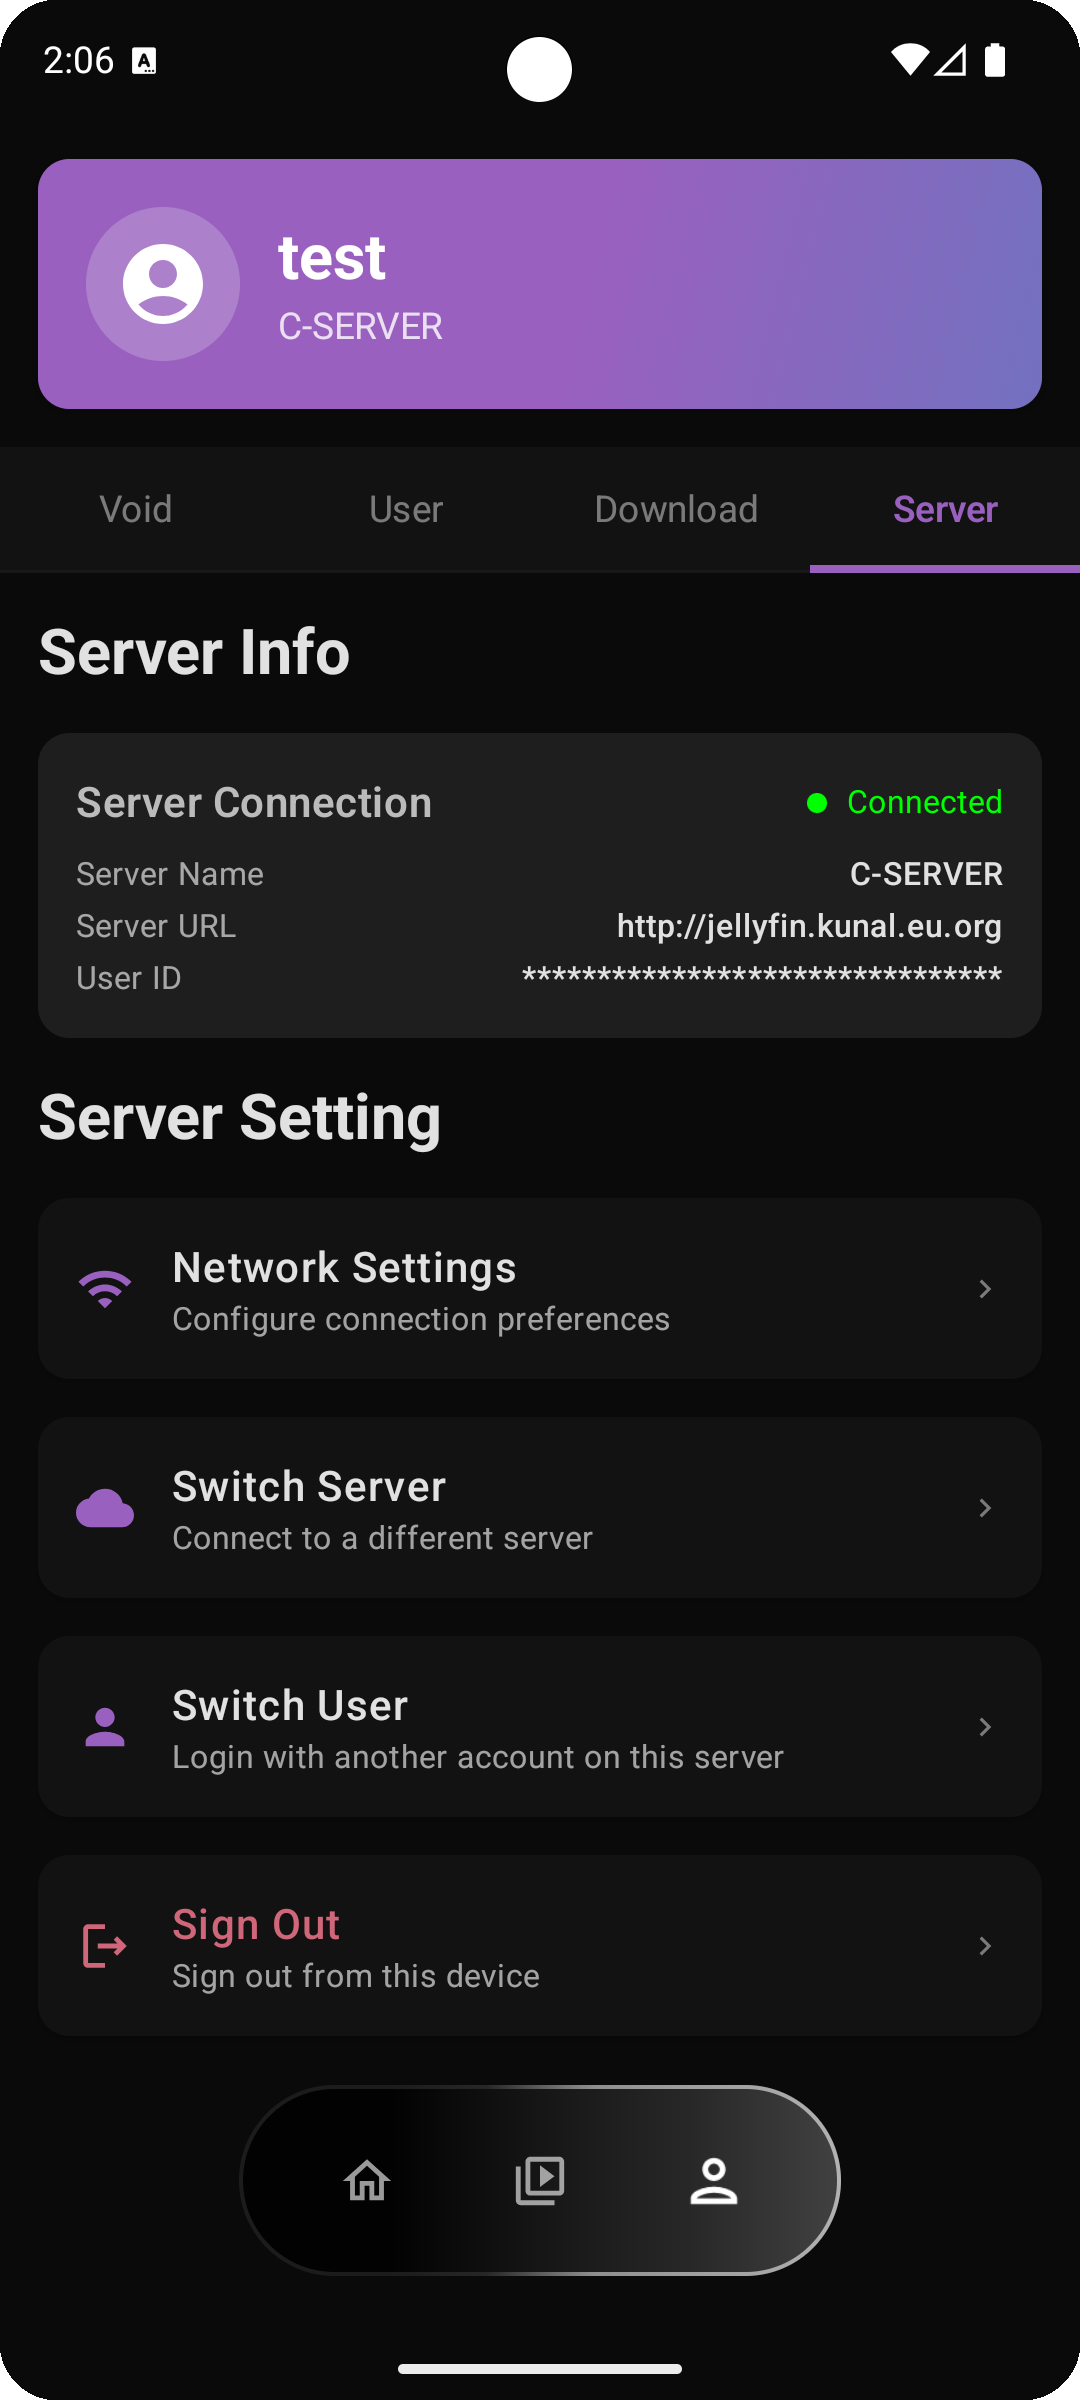 2:06
test
C-SERVER
Void User Download Server
Server Info
Server Connection Connected
Server Name C-SERVER
Server URL http://jellyfin.kunal.eu.org
User ID ********************************
Server Setting
Network Settings
Configure connection preferences
Switch Server
Connect to a different server
Switch User
Login with another account on this server
Sign Out
Sign out from this device